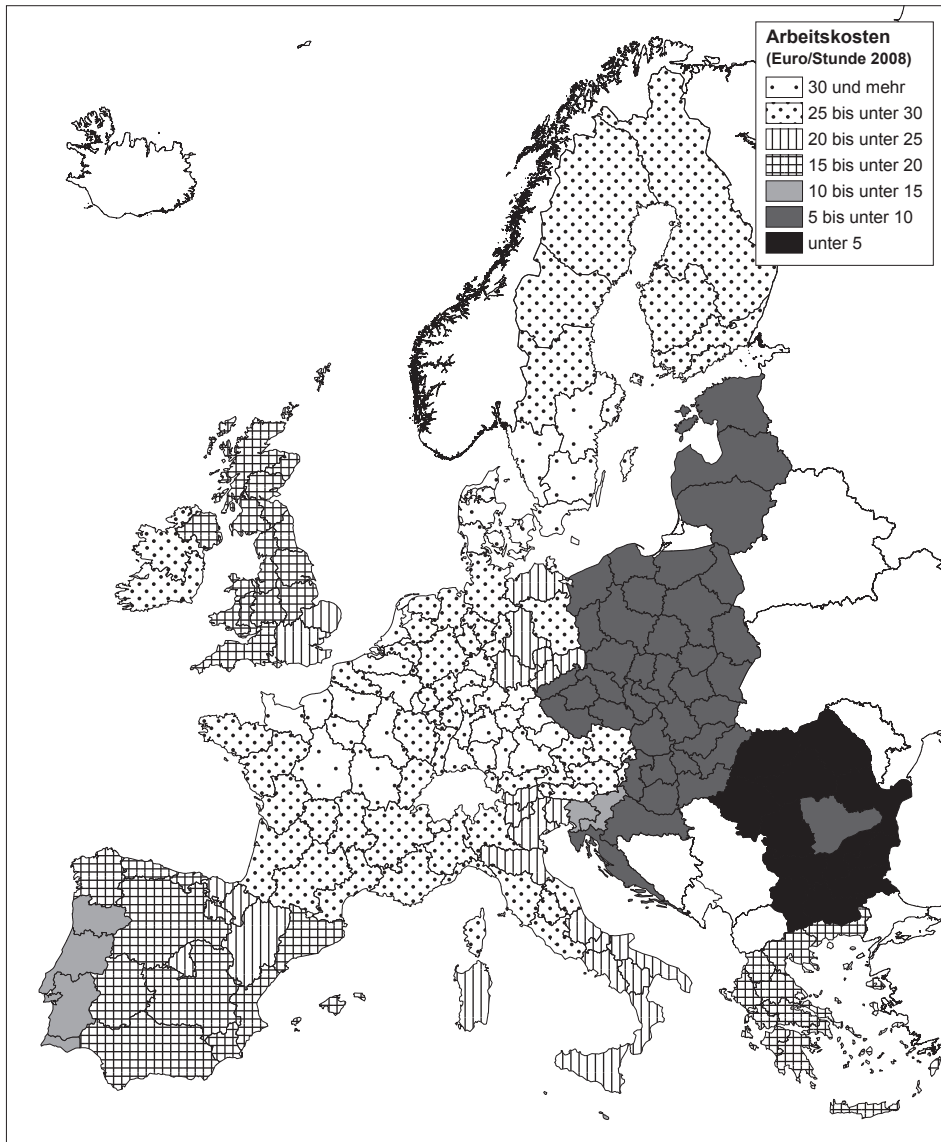 Arbeitskosten
(Euro/Stunde 2008)
30 und mehr
25 bis unter 30
20 bis unter 25
15 bis unter 20
10 bis unter 15
5 bis unter 10
unter 5